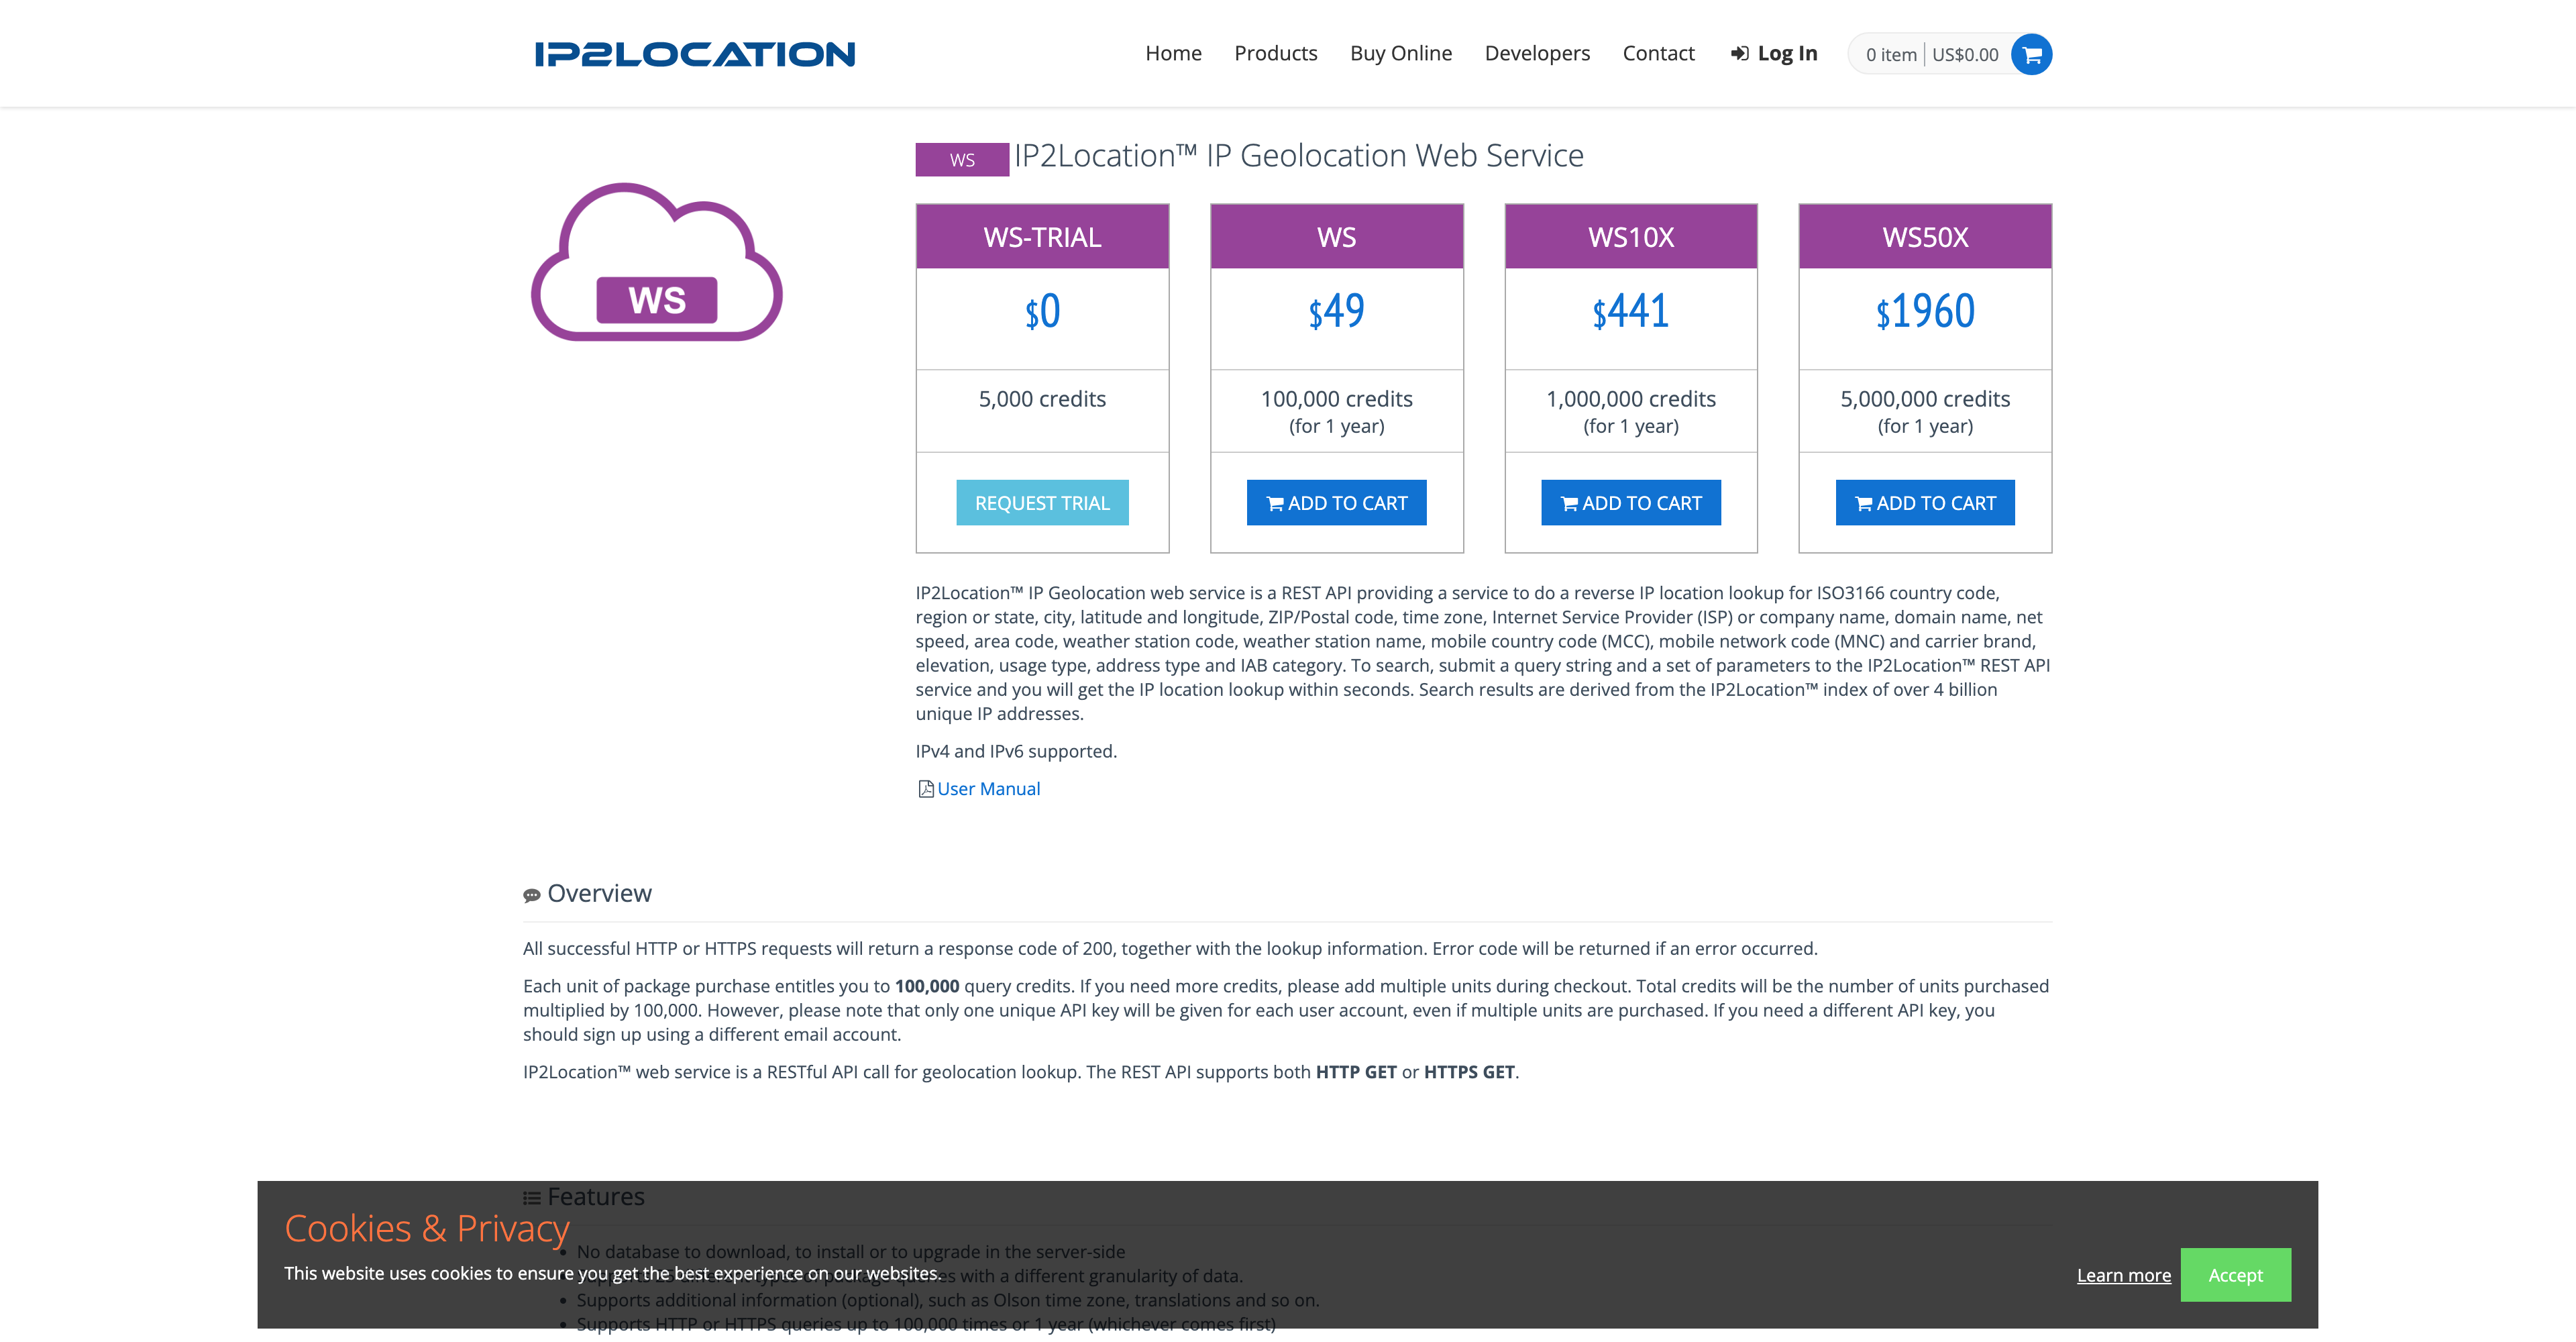 IP2LOCATION
Home Products Buy Online Developers Contact Log In 0 item US$0.00
WS
WS IP2Location™ IP Geolocation Web Service
WS-TRIAL
$0
5,000 credits
REQUEST TRIAL
WS
$49
100,000 credits
(for 1 year)
ADD TO CART
WS10X
$441
1,000,000 credits
(for 1 year)
ADD TO CART
WS50X
$1960
5,000,000 credits
(for 1 year)
ADD TO CART
IP2Location™ IP Geolocation web service is a REST API providing a service to do a reverse IP location lookup for ISO3166 country code,
region or state, city, latitude and longitude, ZIP/Postal code, time zone, Internet Service Provider (ISP) or company name, domain name, net
speed, area code, weather station code, weather station name, mobile country code (MCC), mobile network code (MNC) and carrier brand,
elevation, usage type, address type and IAB category. To search, submit a query string and a set of parameters to the IP2Location™ REST API
service and you will get the IP location lookup within seconds. Search results are derived from the IP2Location™ index of over 4 billion
unique IP addresses.
IPv4 and IPv6 supported.
User Manual
Overview
All successful HTTP or HTTPS requests will return a response code of 200, together with the lookup information. Error code will be returned if an error occurred.
Each unit of package purchase entitles you to 100,000 query credits. If you need more credits, please add multiple units during checkout. Total credits will be the number of units purchased
multiplied by 100,000. However, please note that only one unique API key will be given for each user account, even if multiple units are purchased. If you need a different API key, you
should sign up using a different email account.
IP2Location™ web service is a RESTful API call for geolocation lookup. The REST API supports both HTTP GET or HTTPS GET.
Features
No database to download, to install or to upgrade in the server-side
with a different granularity of data.
Supports additional information (optional), such as Olson time zone, translations and so on.
Supports HTTP or HTTPS queries up to 100,000 times or 1 year (whichever comes first)
Cookies & Privacy
This website uses cookies to ensure you get the best experience on our websites.
Learn more
Accept